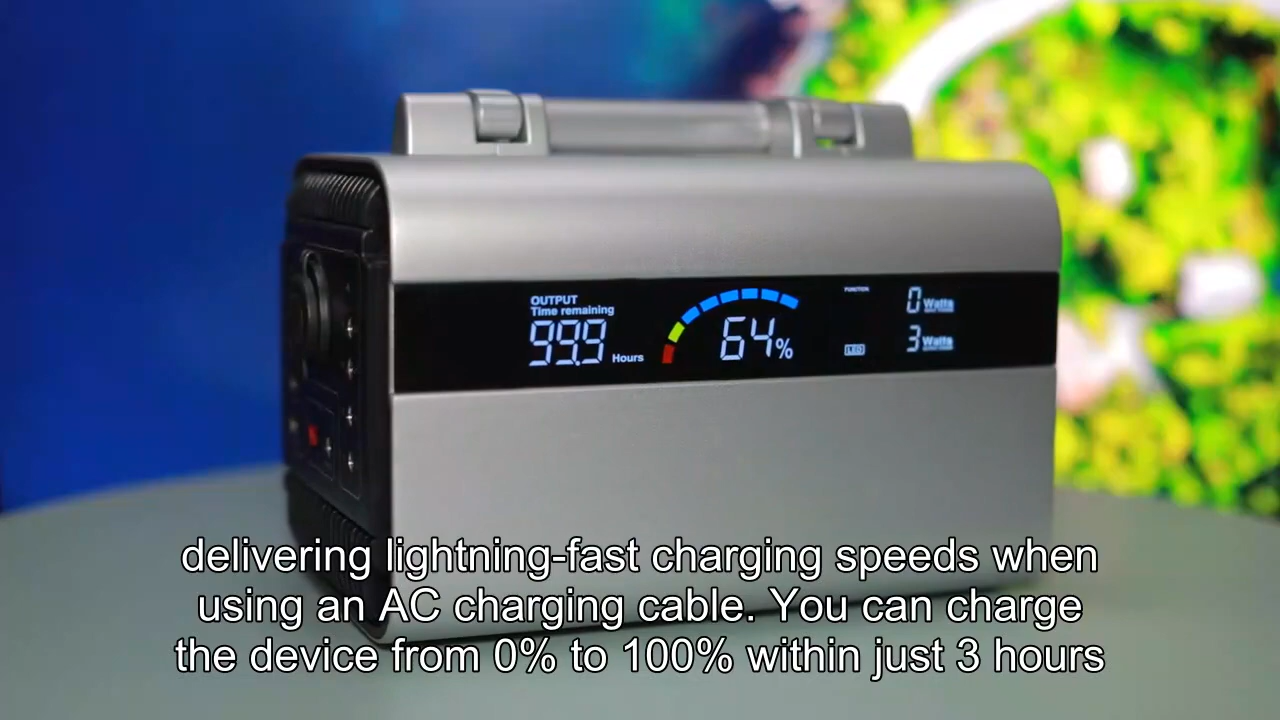 OUTPUT
Time remaining
99.9 Hours
64%
FUNCTION
LED
0 Watts
3 Watts
delivering lightning-fast charging speeds when
using an AC charging cable. You can charge
the device from 0% to 100% within just 3 hours